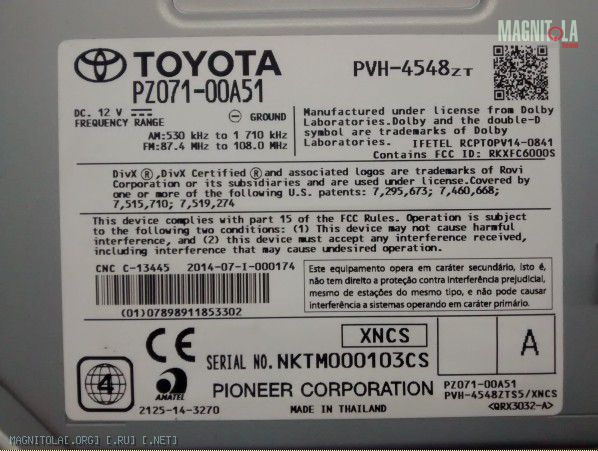 MAGNITOLA
Team
TOYOTA
PZ071-00A51
PVH-4548ZT
DC. 12 V
FREQUENCY RANGE
⊖ GROUND
AM:530 kHz to 1 710 kHz
FM:87.4 MHz to 108.0 MHz
Manufactured under license from Dolby
Laboratories.Dolby and the double-D
symbol are trademarks of Dolby
Laboratories. IFETEL RCPTOPV14-0841
Contains FCC ID: RKXFC6000S
DivX ®,DivX Certified ® and associated logos are trademarks of Rovi
Corporation or its subsidiaries and are used under license.Covered by
one or more of the following U.S. patents: 7,295,673; 7,460,668;
7,515,710; 7,519,274
This device complies with part 15 of the FCC Rules. Operation is subject
to the following two conditions: (1) This device may not cause harmful
interference, and (2) this device must accept any interference received,
including interference that may cause undesired operation.
CNC C-13445 2014-07-I-000174
(01)07898911853302
Este equipamento opera em caráter secundário, isto é,
não tem direito a proteção contra interferência prejudicial,
mesmo de estações do mesmo tipo, e não pode causar
interferência a sistemas operando em caráter primário.
XNCS
A
CE
SERIAL NO. NKTM000103CS
4
ANATEL
PIONEER CORPORATION
PZ071-00A51
PVH-4548ZTS5/XNCS
2125-14-3270
MADE IN THAILAND
<QRX3032-A>
MAGNITOLA[.ORG] [.RU] [.NET]